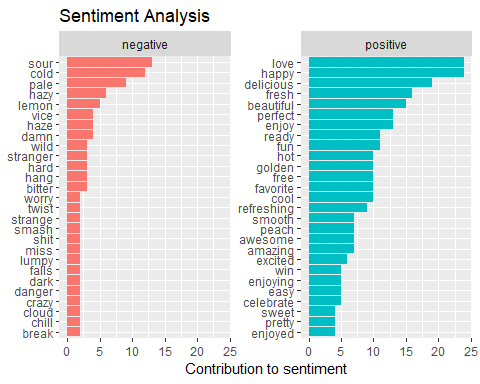 Sentiment Analysis
negative
positive
sour
cold
pale
hazy
lemon
vice
haze
damn
wild
stranger
hard
hang
bitter
worry
twist
strange
smash
shit
miss
lumpy
falls
dark
danger
crazy
cloud
chill
break
love
happy
delicious
fresh
beautiful
perfect
enjoy
ready
fun
hot
golden
free
favorite
cool
refreshing
smooth
peach
awesome
amazing
excited
win
enjoying
easy
celebrate
sweet
pretty
enjoyed
0 5 10 15 20 25
0 5 10 15 20 25
Contribution to sentiment